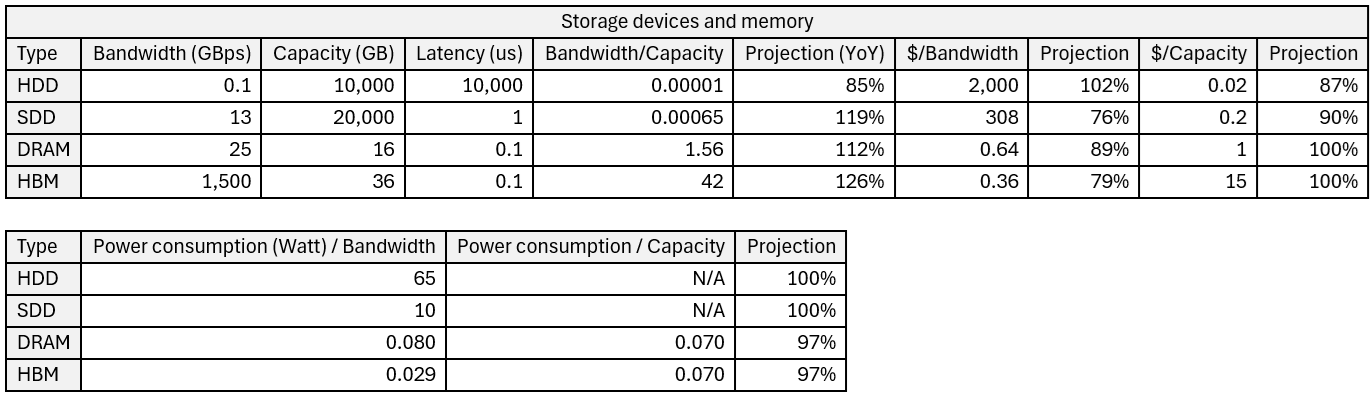 Storage devices and memory
Type Bandwidth (GBps) Capacity (GB) Latency (us) Bandwidth/Capacity Projection (YoY) $/Bandwidth Projection $/Capacity Projection
HDD 0.1 10,000 10,000 0.00001 85% 2,000 102% 0.02 87%
SDD 13 20,000 1 0.00065 119% 308 76% 0.2 90%
DRAM 25 16 0.1 1.56 112% 0.64 89% 1 100%
HBM 1,500 36 0.1 42 126% 0.36 79% 15 100%
Type Power consumption (Watt) / Bandwidth Power consumption / Capacity Projection
HDD 65 N/A 100%
SDD 10 N/A 100%
DRAM 0.080 0.070 97%
HBM 0.029 0.070 97%